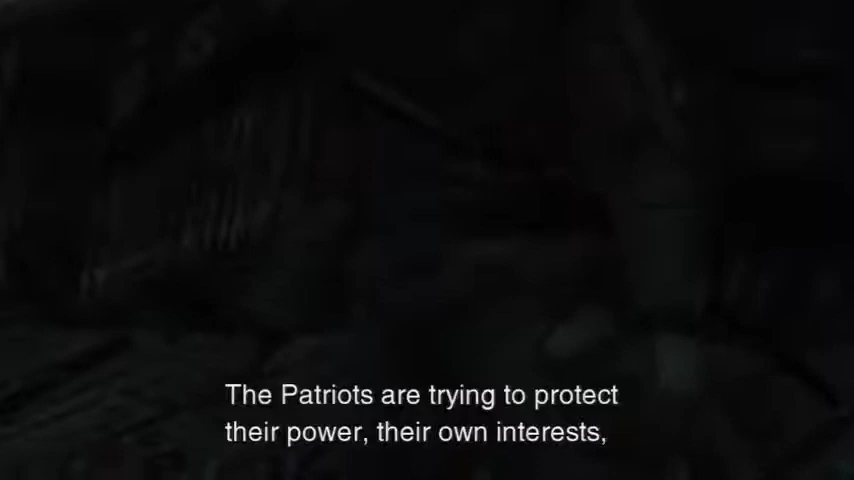 The Patriots are trying to protect
their power, their own interests,